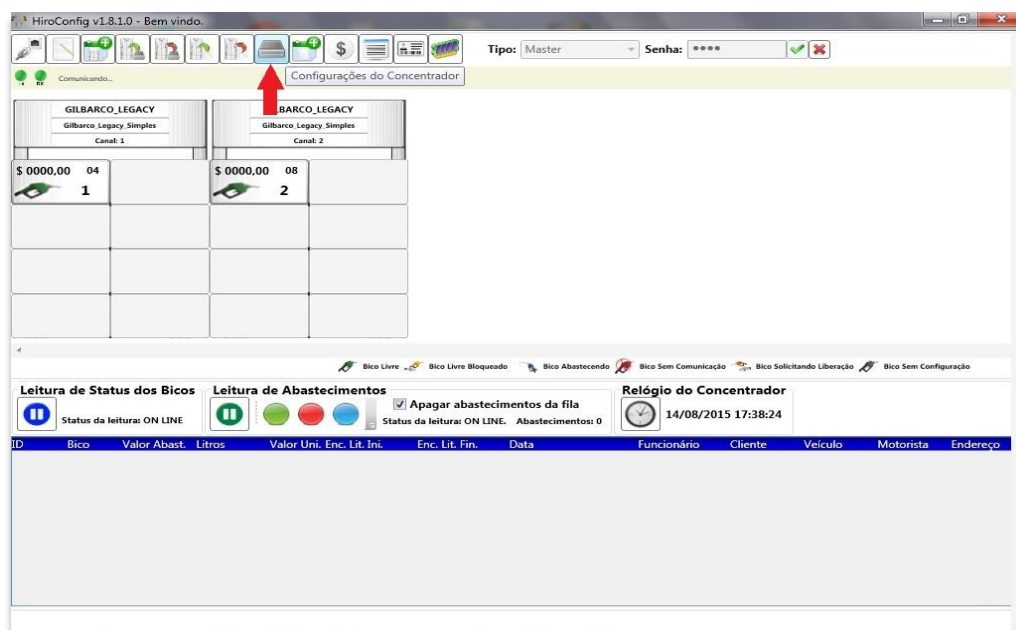 HiroConfig v1.8.1.0 - Bem vindo.
Tipo: Master Senha: ****
Configurações do Concentrador
Comunicando...
GILBARCO_LEGACY
Gilbarco_Legacy_Simples
Canal: 1
BARCO_LEGACY
Gilbarco_Legacy_Simples
Canal: 2
$ 0000,00 04
1
$ 0000,00 08
2
Bico Livre Bico Livre Bloqueado Bico Abastecendo Bico Sem Comunicação Bico Solicitando Liberação Bico Sem Configuração
Leitura de Status dos Bicos Leitura de Abastecimentos Relógio do Concentrador
Apagar abastecimentos da fila
Status da leitura: ON LINE Status da leitura: ON LINE. Abastecimentos: 0 14/08/2015 17:38:24
ID Bico Valor Abast. Litros Valor Uni. Enc. Lit. Ini. Enc. Lit. Fin. Data Funcionário Cliente Veículo Motorista Endereço